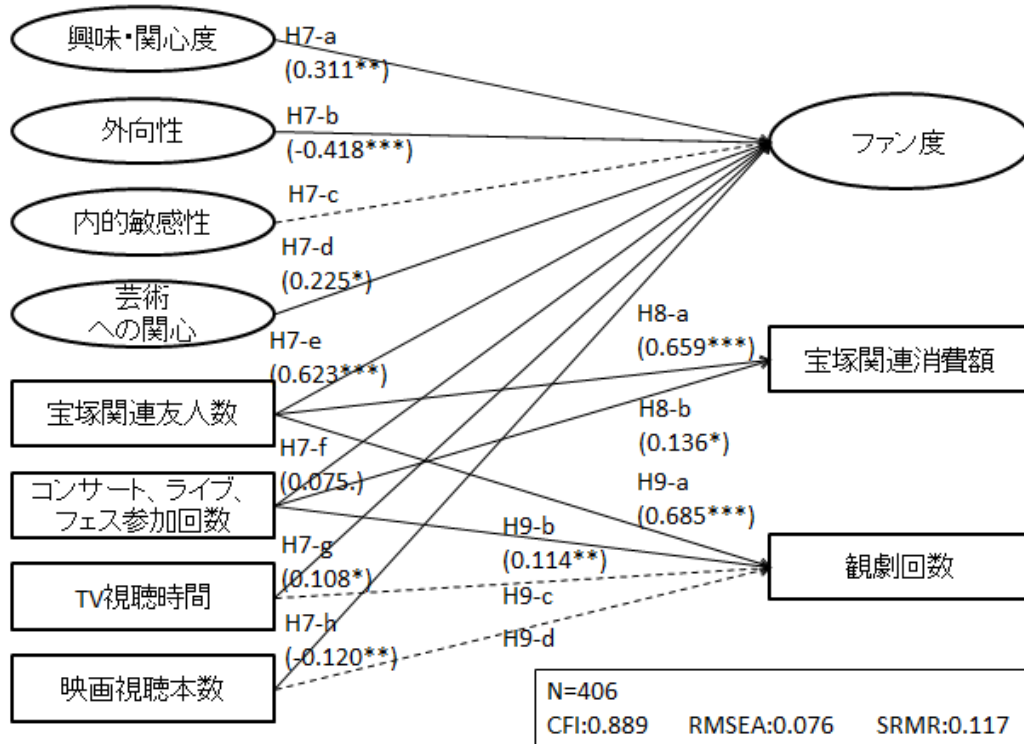 興味・関心度
H7-a
(0.311**)
外向性
H7-b
(-0.418***)
ファン度
内的敏感性
H7-c
H7-d
(0.225*)
芸術
への関心
H7-e
(0.623***)
H8-a
(0.659***)
宝塚関連消費額
宝塚関連友人数
H8-b
(0.136*)
H7-f
(0.075.)
コンサート、ライブ、
フェス参加回数
H9-a
(0.685***)
H9-b
(0.114**)
観劇回数
H7-g
(0.108*)
TV視聴時間
H9-c
H7-h
(-0.120**)
H9-d
映画視聴本数
N=406
CFI:0.889 RMSEA:0.076 SRMR:0.117